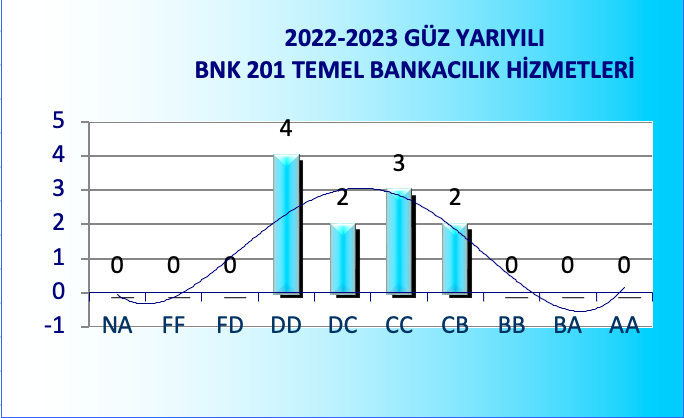 2022-2023 GÜZ YARIYILI
BNK 201 TEMEL BANKACILIK HİZMETLERİ
5
4
3
2
1
0
-1
0 0 0 4 2 3 2 0 0 0
NA FF FD DD DC CC CB BB BA AA